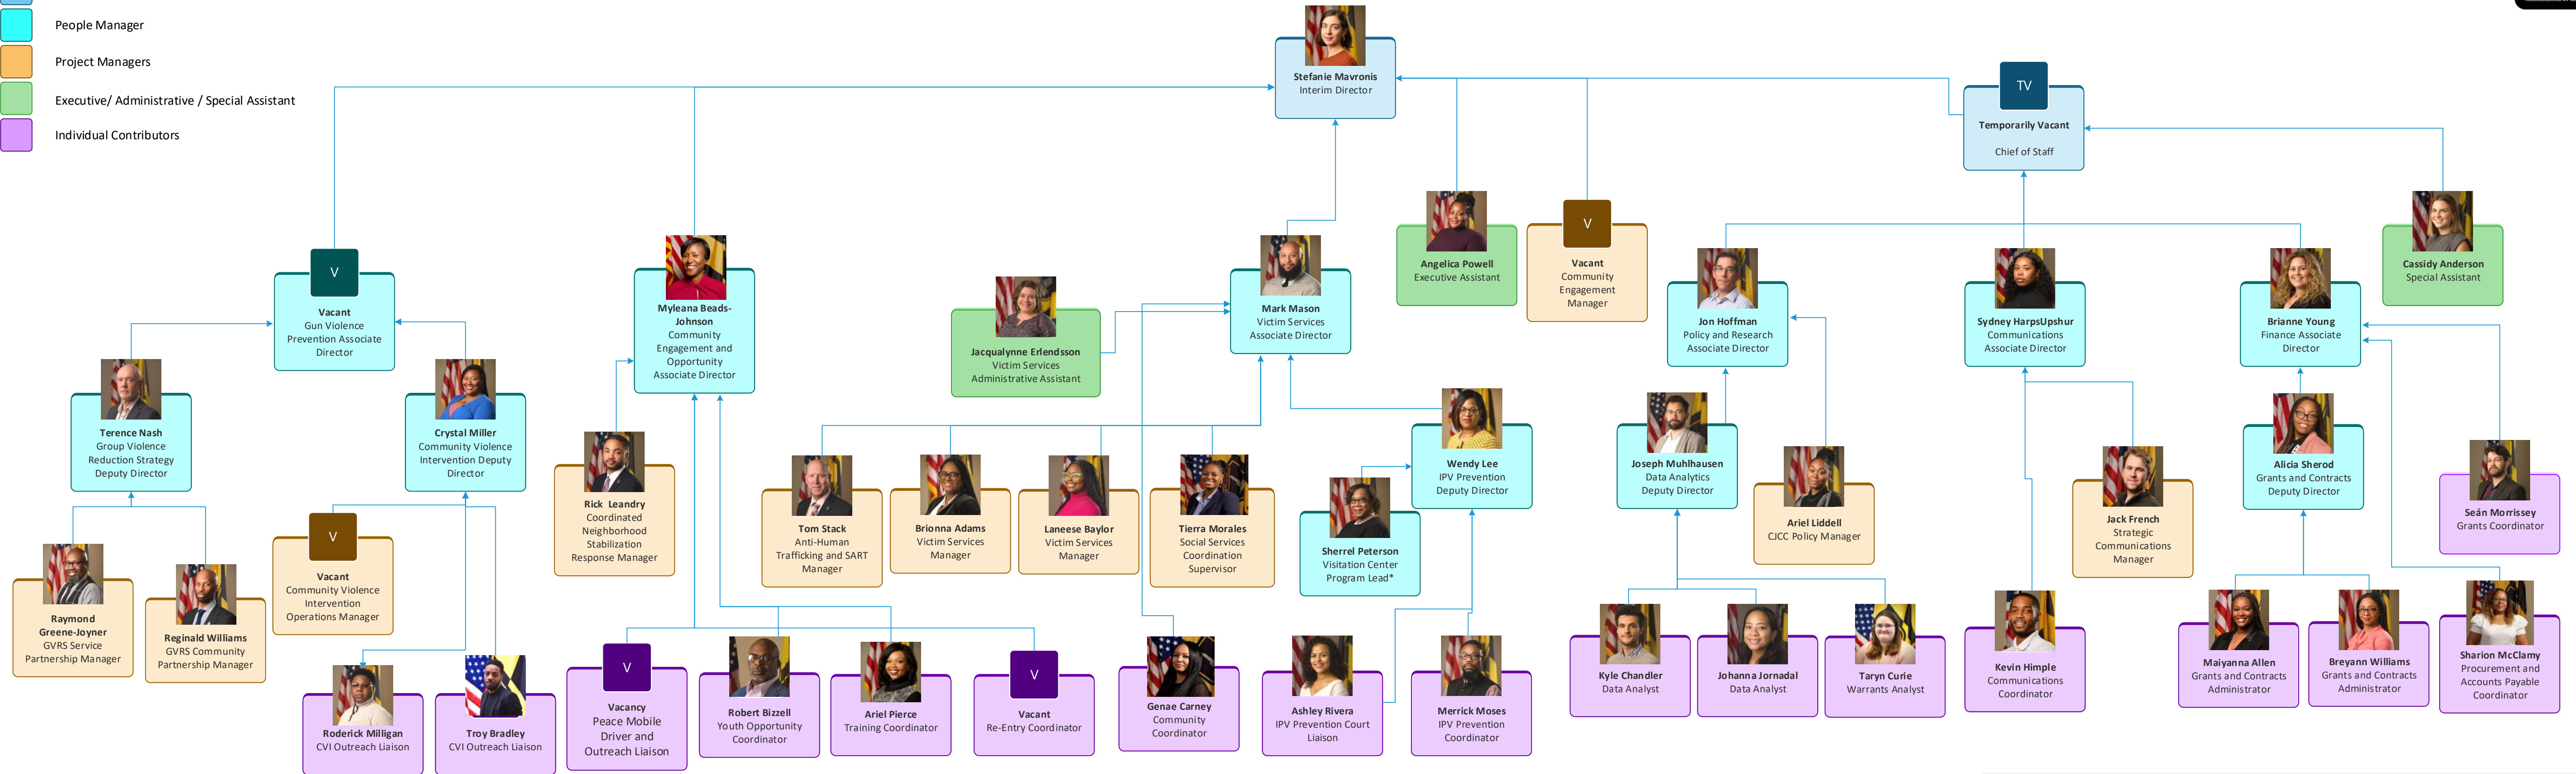 People Manager
Project Managers
Executive/ Administrative / Special Assistant
Individual Contributors
Stefanie Mavronis
Interim Director
TV
Temporarily Vacant
Chief of Staff
V
Vacant
Gun Violence
Prevention Associate
Director
Myleana Beads-
Johnson
Community
Engagement and
Opportunity
Associate Director
Jacqualynne Erlendsson
Victim Services
Administrative Assistant
Mark Mason
Victim Services
Associate Director
Angelica Powell
Executive Assistant
V
Vacant
Community
Engagement
Manager
Jon Hoffman
Policy and Research
Associate Director
Sydney HarpsUpshur
Communications
Associate Director
Brianne Young
Finance Associate
Director
Cassidy Anderson
Special Assistant
Terence Nash
Group Violence
Reduction Strategy
Deputy Director
Crystal Miller
Community Violence
Intervention Deputy
Director
Rick Leandry
Coordinated
Neighborhood
Stabilization
Response Manager
Tom Stack
Anti-Human
Trafficking and SART
Manager
Brionna Adams
Victim Services
Manager
Laneese Baylor
Victim Services
Manager
Tierra Morales
Social Services
Coordination
Supervisor
Wendy Lee
IPV Prevention
Deputy Director
Sherrel Peterson
Visitation Center
Program Lead*
Joseph Muhlhausen
Data Analytics
Deputy Director
Ariel Liddell
CJCC Policy Manager
Jack French
Strategic
Communications
Manager
Alicia Sherod
Grants and Contracts
Deputy Director
Seán Morrissey
Grants Coordinator
Raymond
Greene-Joyner
GVRS Service
Partnership Manager
Reginald Williams
GVRS Community
Partnership Manager
V
Vacant
Community Violence
Intervention
Operations Manager
Roderick Milligan
CVI Outreach Liaison
Troy Bradley
CVI Outreach Liaison
V
Vacancy
Peace Mobile
Driver and
Outreach Liaison
Robert Bizzell
Youth Opportunity
Coordinator
Ariel Pierce
Training Coordinator
V
Vacant
Re-Entry Coordinator
Genae Carney
Community
Coordinator
Ashley Rivera
IPV Prevention Court
Liaison
Merrick Moses
IPV Prevention
Coordinator
Kyle Chandler
Data Analyst
Johanna Jornadal
Data Analyst
Taryn Curie
Warrants Analyst
Kevin Himple
Communications
Coordinator
Maiyanna Allen
Grants and Contracts
Administrator
Breyann Williams
Grants and Contracts
Administrator
Sharion McClamy
Procurement and
Accounts Payable
Coordinator